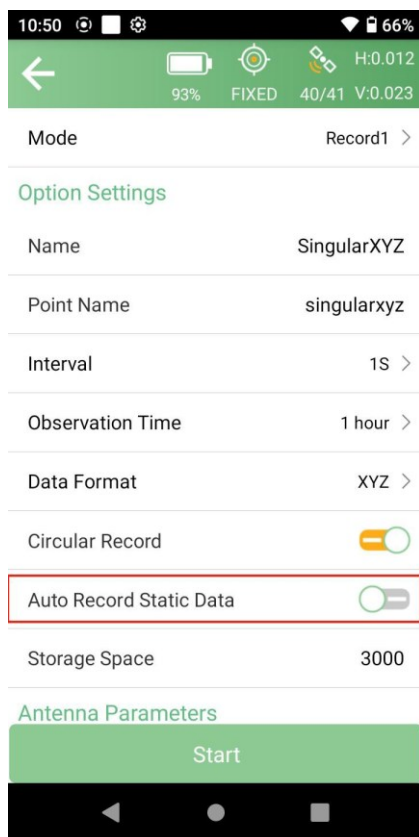 10:50 66%
H:0.012
93% FIXED 40/41 V:0.023
Mode Record1
Option Settings
Name SingularXYZ
Point Name singularxyz
Interval 1S
Observation Time 1 hour
Data Format XYZ
Circular Record
Auto Record Static Data
Storage Space 3000
Antenna Parameters
Start